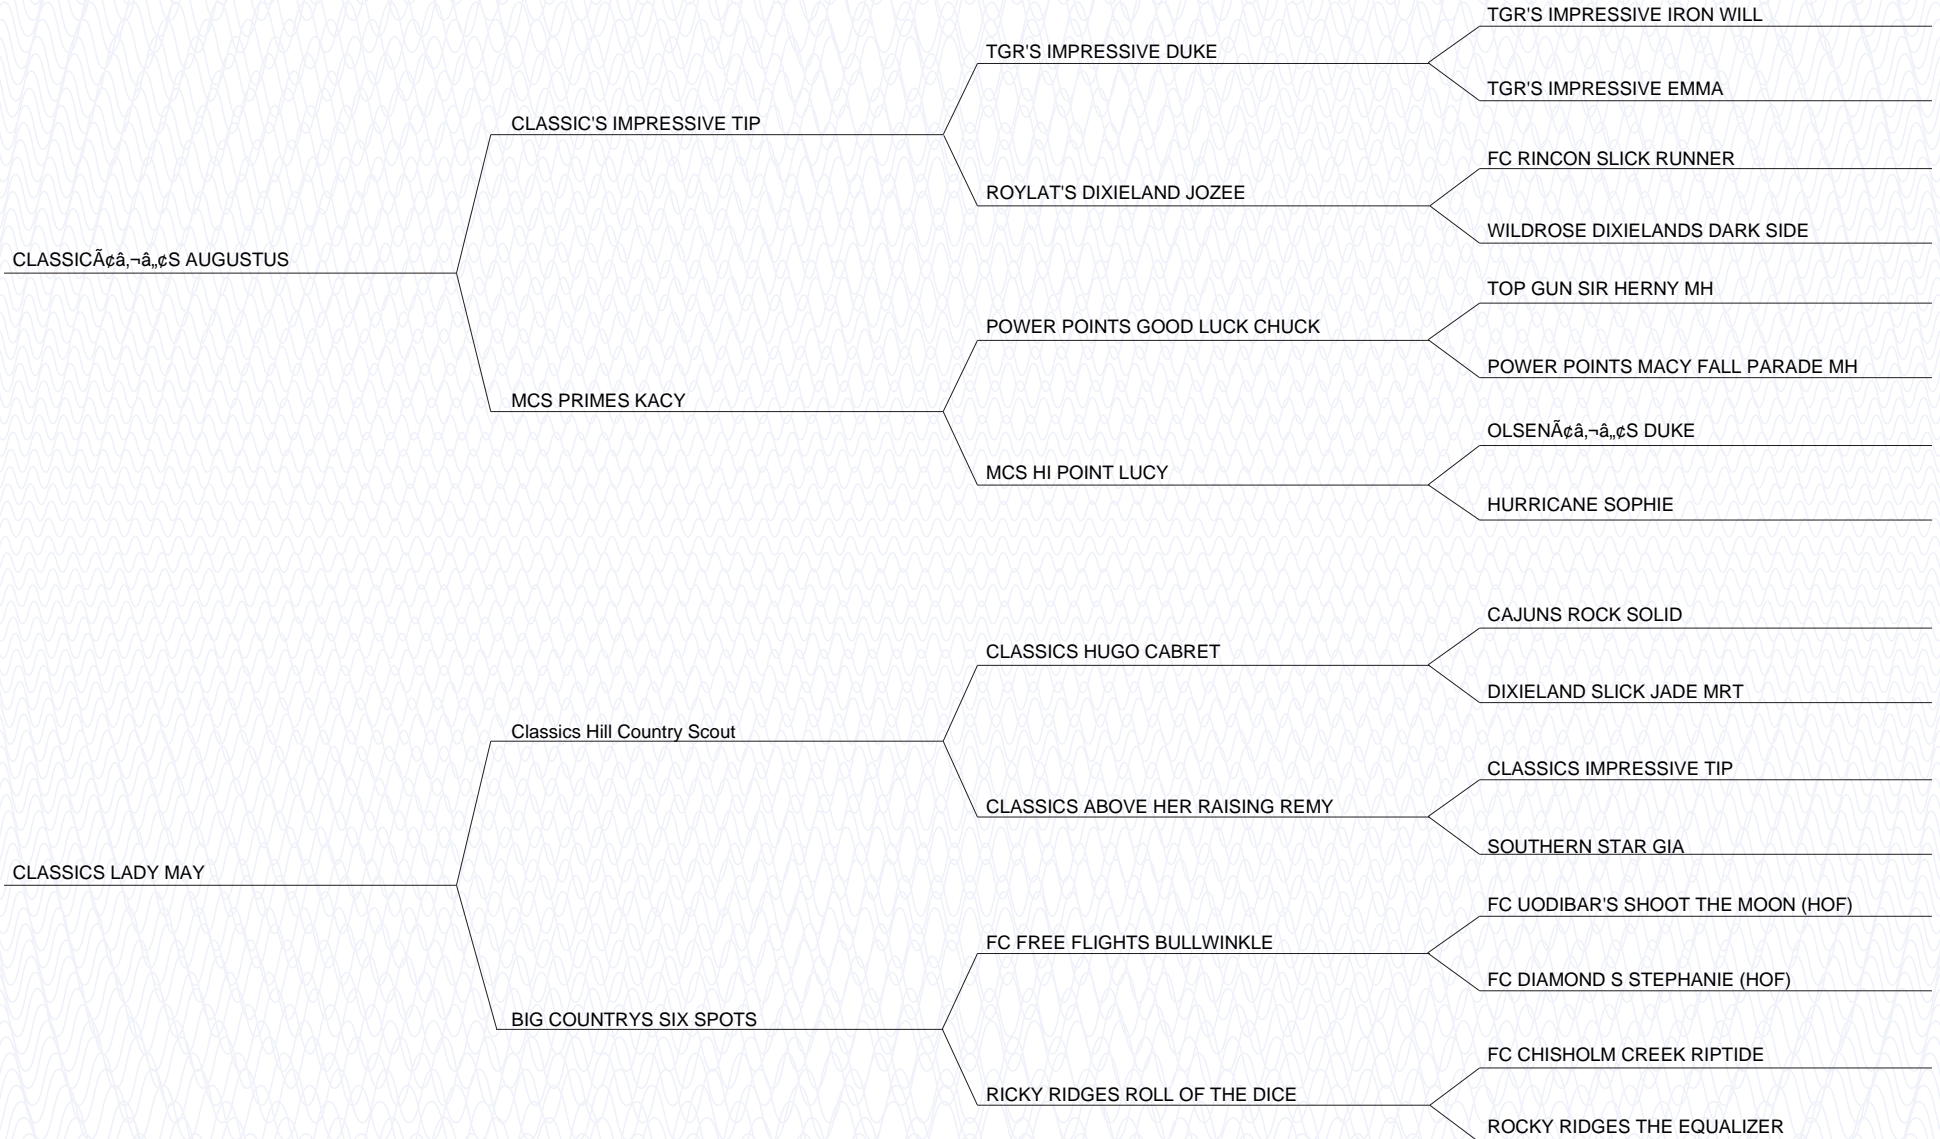 TGR'S IMPRESSIVE IRON WILL
TGR'S IMPRESSIVE DUKE
TGR'S IMPRESSIVE EMMA
CLASSIC'S IMPRESSIVE TIP
FC RINCON SLICK RUNNER
ROYLAT'S DIXIELAND JOZEE
WILDROSE DIXIELANDS DARK SIDE
CLASSICÃ¢â‚¬â„¢S AUGUSTUS
TOP GUN SIR HERNY MH
POWER POINTS GOOD LUCK CHUCK
POWER POINTS MACY FALL PARADE MH
MCS PRIMES KACY
OLSENÃ¢â‚¬â„¢S DUKE
MCS HI POINT LUCY
HURRICANE SOPHIE
CAJUNS ROCK SOLID
CLASSICS HUGO CABRET
DIXIELAND SLICK JADE MRT
Classics Hill Country Scout
CLASSICS IMPRESSIVE TIP
CLASSICS ABOVE HER RAISING REMY
SOUTHERN STAR GIA
CLASSICS LADY MAY
FC UODIBAR'S SHOOT THE MOON (HOF)
FC FREE FLIGHTS BULLWINKLE
FC DIAMOND S STEPHANIE (HOF)
BIG COUNTRYS SIX SPOTS
FC CHISHOLM CREEK RIPTIDE
RICKY RIDGES ROLL OF THE DICE
ROCKY RIDGES THE EQUALIZER